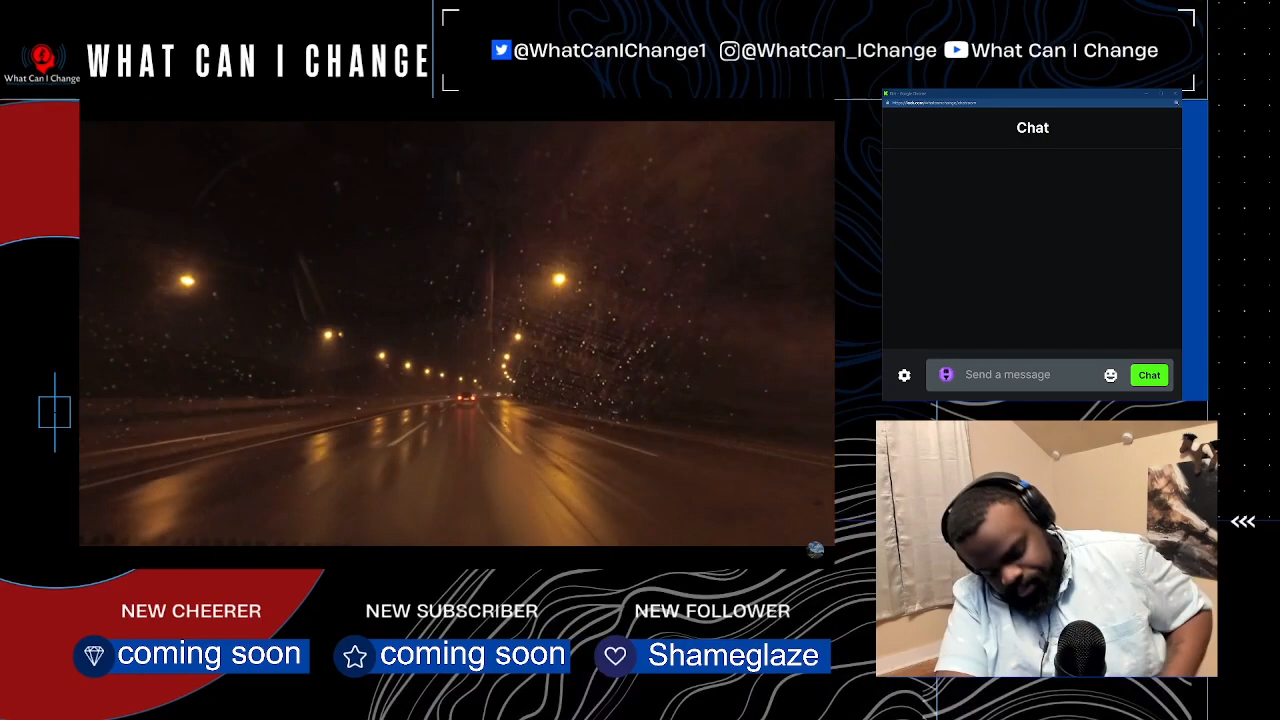 WHAT CAN I CHANGE
What Can I Change
@WhatCanIChange1 @WhatCan_IChange What Can I Change
Chat
Send a message
Chat
NEW CHEERER
coming soon
NEW SUBSCRIBER
coming soon
NEW FOLLOWER
Shameglaze